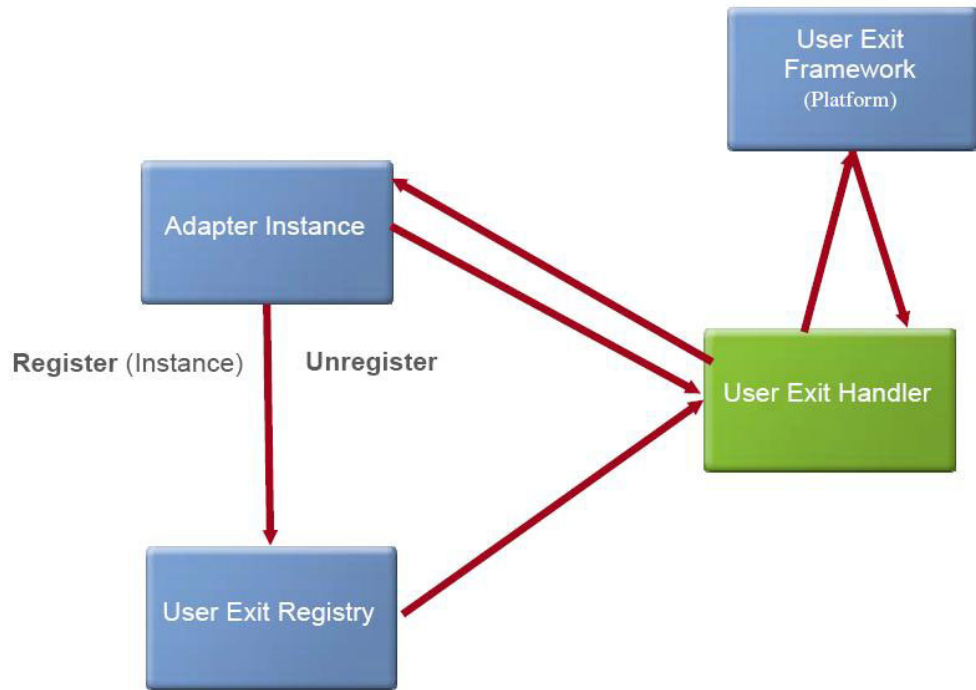 User Exit
Framework
(Platform)
Adapter Instance
Register (Instance)
Unregister
User Exit Handler
User Exit Registry